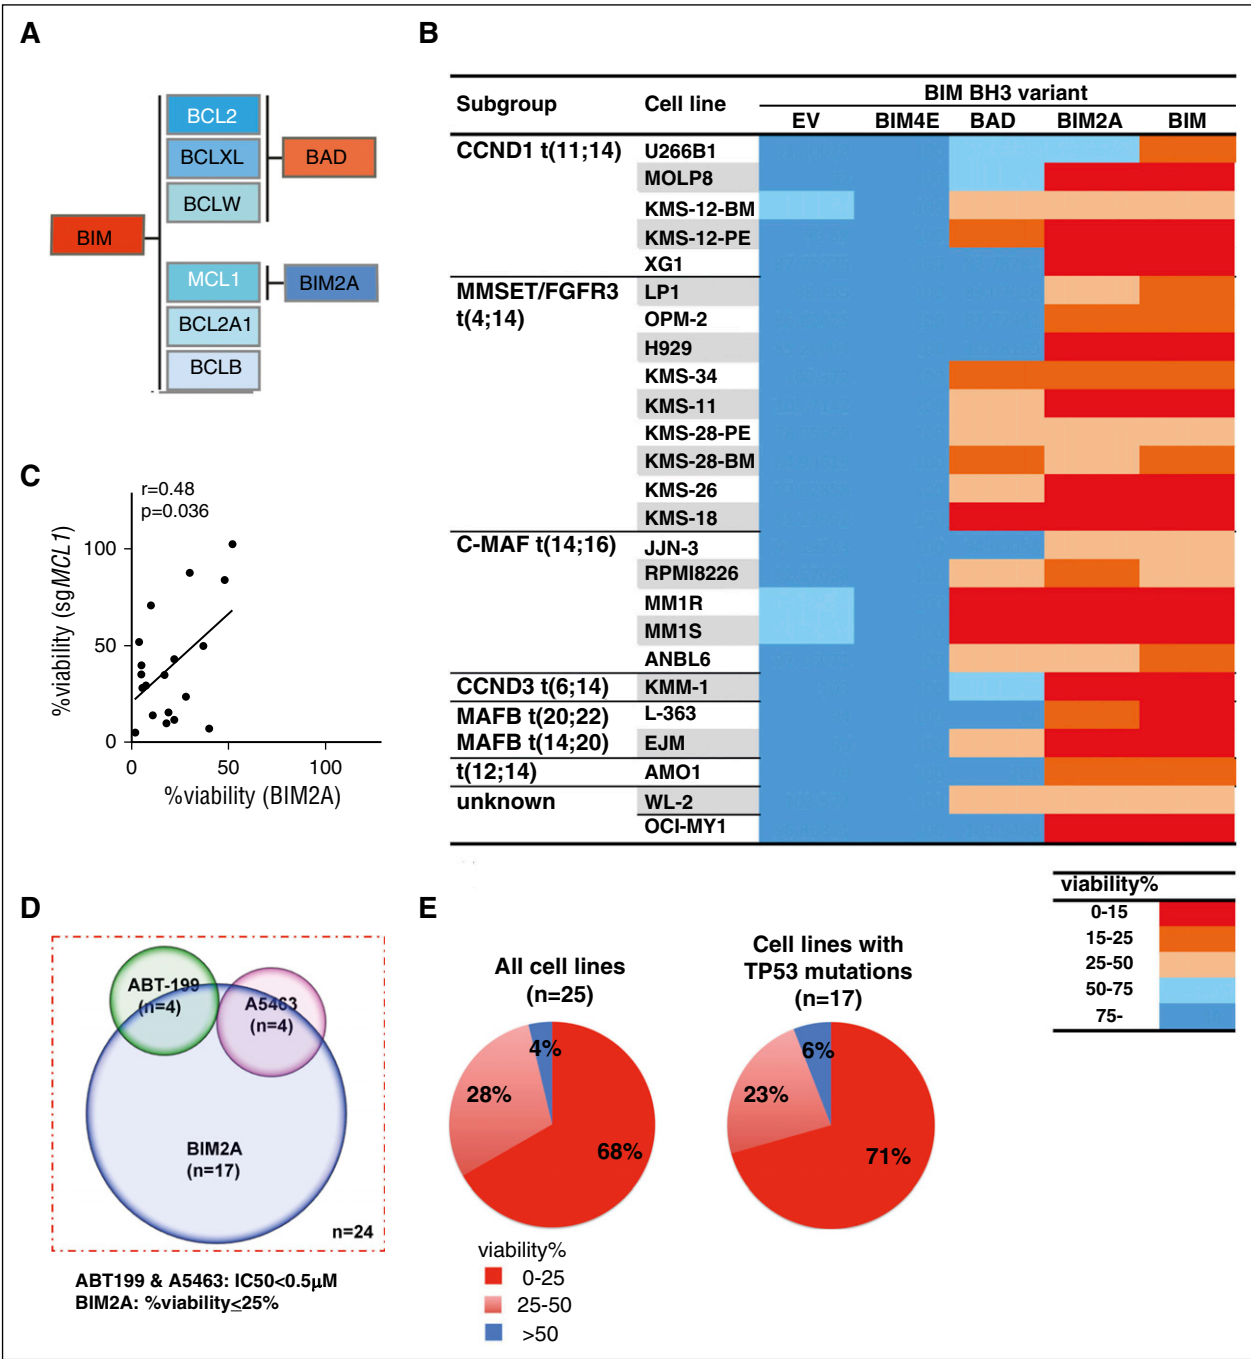 A
BCL2
BCLXL
BAD
BCLW
BIM
MCL1
BIM2A
BCL2A1
BCLB
B
Subgroup
Cell line
BIM BH3 variant
EV
BIM4E
BAD
BIM2A
BIM
CCND1 t(11;14)
U266B1
MOLP8
KMS-12-BM
KMS-12-PE
XG1
MMSET/FGFR3
t(4;14)
LP1
OPM-2
H929
KMS-34
KMS-11
KMS-28-PE
KMS-28-BM
KMS-26
KMS-18
C-MAF t(14;16)
JJN-3
RPMI8226
MM1R
MM1S
ANBL6
CCND3 t(6;14)
KMM-1
MAFB t(20;22)
L-363
MAFB t(14;20)
EJM
t(12;14)
AMO1
unknown
WL-2
OCI-MY1
viability%
0-15
15-25
25-50
50-75
75-
C
r=0.48
p=0.036
%viability (sgMCL1)
100
50
0
0
50
100
%viability (BIM2A)
D
ABT-199
(n=4)
A5463
(n=4)
BIM2A
(n=17)
n=24
ABT199 & A5463: IC50<0.5μM
BIM2A: %viability≤25%
E
All cell lines
(n=25)
4%
28%
68%
Cell lines with
TP53 mutations
(n=17)
6%
23%
71%
viability%
0-25
25-50
>50